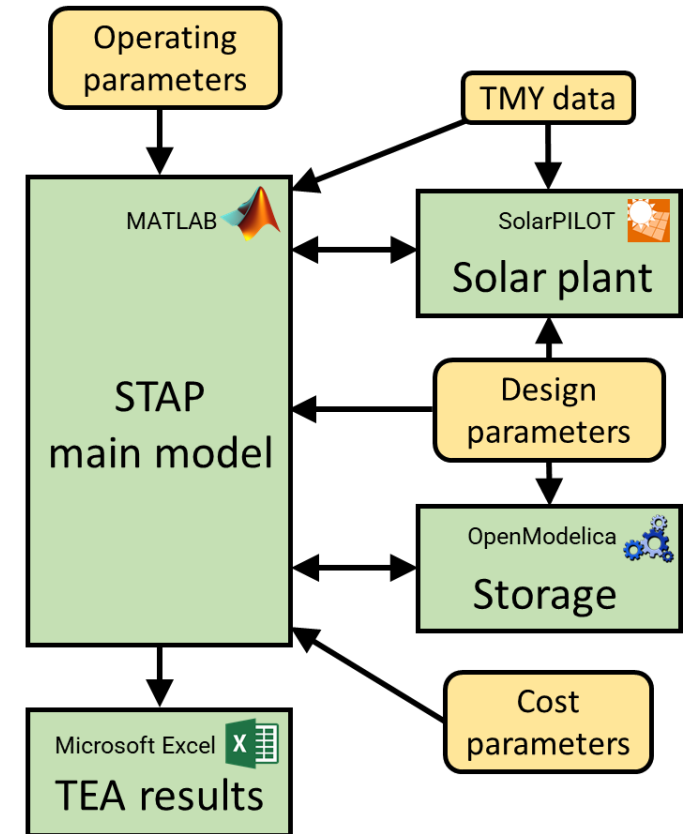 Operating
parameters
TMY data
MATLAB
SolarPILOT
Solar plant
STAP
main model
Design
parameters
OpenModelica
Storage
Cost
parameters
Microsoft Excel
X
TEA results